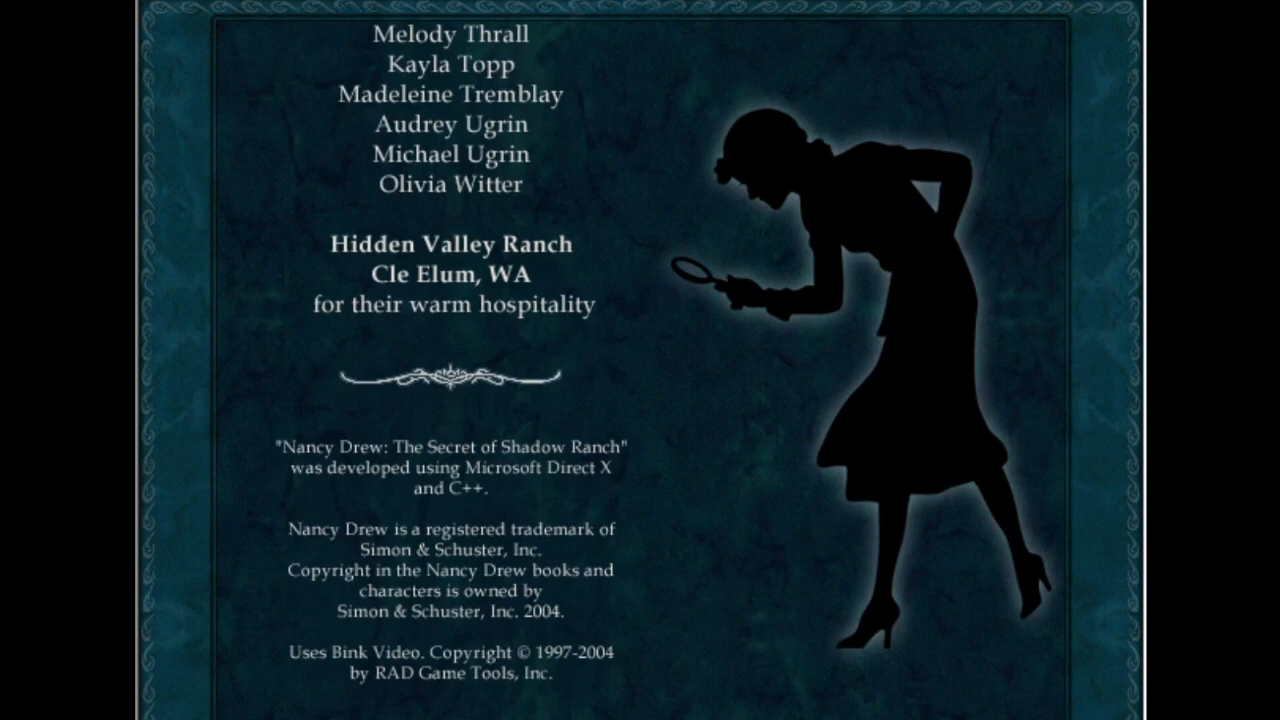 Melody Thrall
Kayla Topp
Madeleine Tremblay
Audrey Ugrin
Michael Ugrin
Olivia Witter
Hidden Valley Ranch
Cle Elum, WA
for their warm hospitality
"Nancy Drew: The Secret of Shadow Ranch"
was developed using Microsoft Direct X
and C++.
Nancy Drew is a registered trademark of
Simon & Schuster, Inc.
Copyright in the Nancy Drew books and
characters is owned by
Simon & Schuster, Inc. 2004.
Uses Bink Video. Copyright © 1997-2004
by RAD Game Tools, Inc.